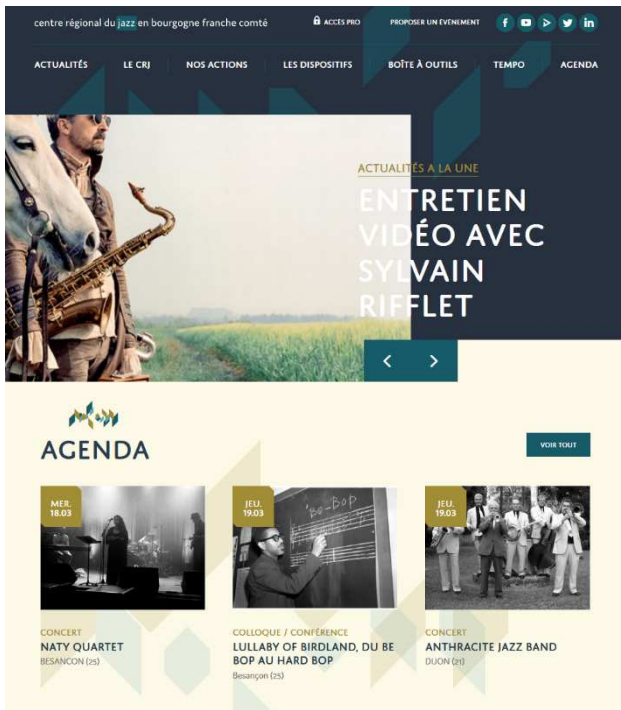 centre régional du jazz en bourgogne franche comté
ACCÈS PRO
PROPOSER UN ÉVÉNEMENT
ACTUALITÉS
LE CRJ
NOS ACTIONS
LES DISPOSITIFS
BOÎTE À OUTILS
TEMPO
AGENDA
ACTUALITÉS A LA UNE
ENTRETIEN
VIDÉO AVEC
SYLVAIN
RIFFLET
AGENDA
VOIR TOUT
MER.
18.03
CONCERT
NATY QUARTET
BESANCON (25)
JEU.
19.03
Bo-Bop
COLLOQUE / CONFÉRENCE
LULLABY OF BIRDLAND, DU BE
BOP AU HARD BOP
Besançon (25)
JEU.
19.03
CONCERT
ANTHRACITE JAZZ BAND
DIJON (21)